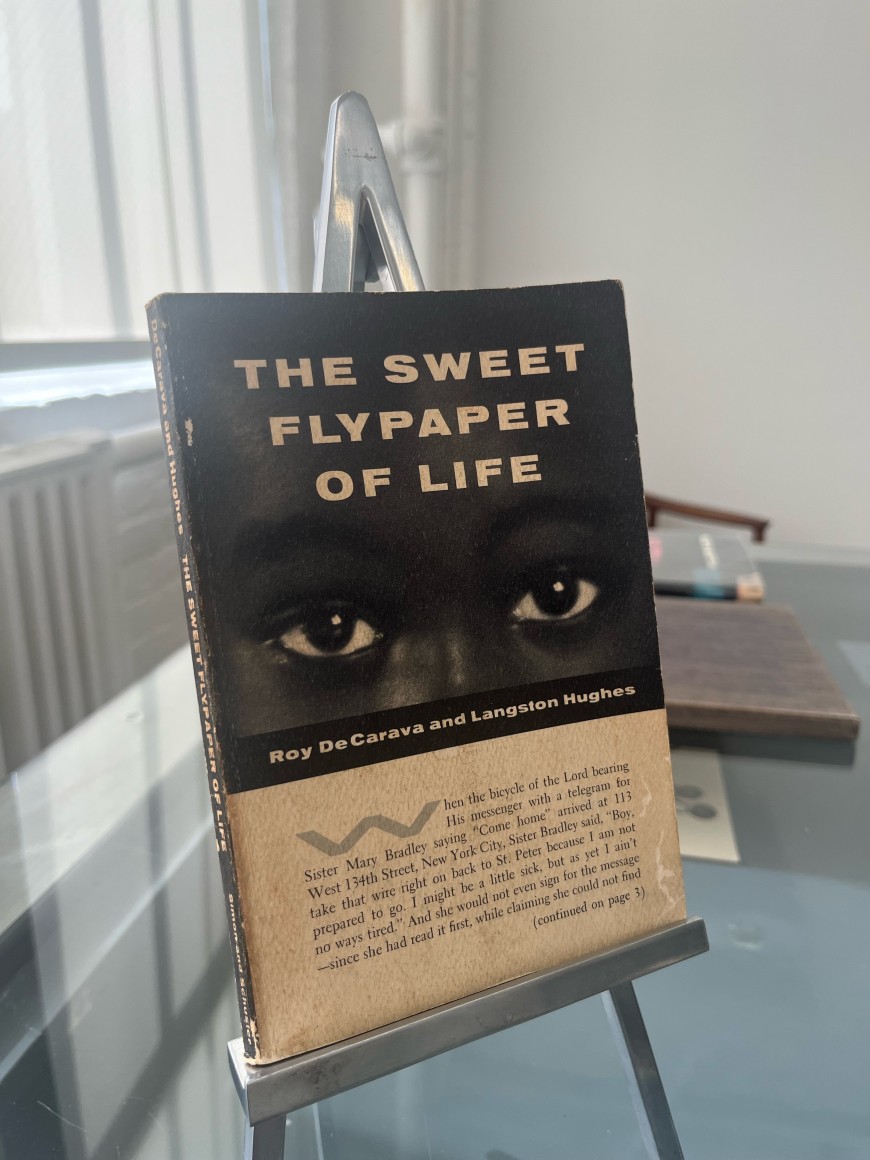 THE SWEET
FLYPAPER
OF LIFE
Roy DeCarava and Langston Hughes
When the bicycle of the Lord bearing
His messenger with a telegram for
Sister Mary Bradley saying “Come home” arrived at 113
West 134th Street, New York City, Sister Bradley said, “Boy,
take that wire right on back to St. Peter because I am not
prepared to go. I might be a little sick, but as yet I ain't
no ways tired.” And she would not even sign for the message
—since she had read it first, while claiming she could not find
(continued on page 3)
DeCarava and Hughes THE SWEET FLYPAPER OF LIFE Simon and Schuster